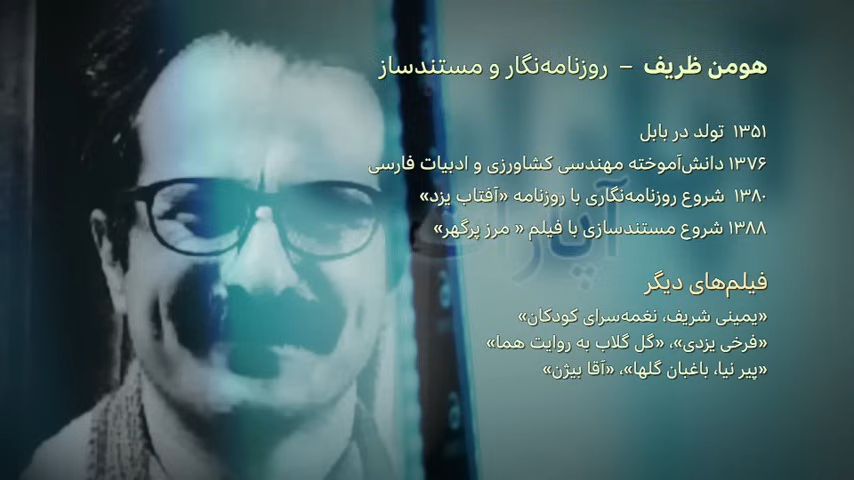 هومن ظریف – روزنامه‌نگار و مستندساز
۱۳۵۱ تولد در بابل
۱۳۷۶ دانش‌آموخته مهندسی کشاورزی و ادبیات فارسی
۱۳۸۰ شروع روزنامه‌نگاری با روزنامه «آفتاب یزد»
۱۳۸۸ شروع مستندسازی با فیلم « مرز پرگهر»
آپارات
فیلم‌های دیگر
«یمینی شریف، نغمه‌سرای کودکان»
«فرخی یزدی»، «گل گلاب به روایت هما»
«پیر نیا، باغبان گلها»، «آقا بیژن»